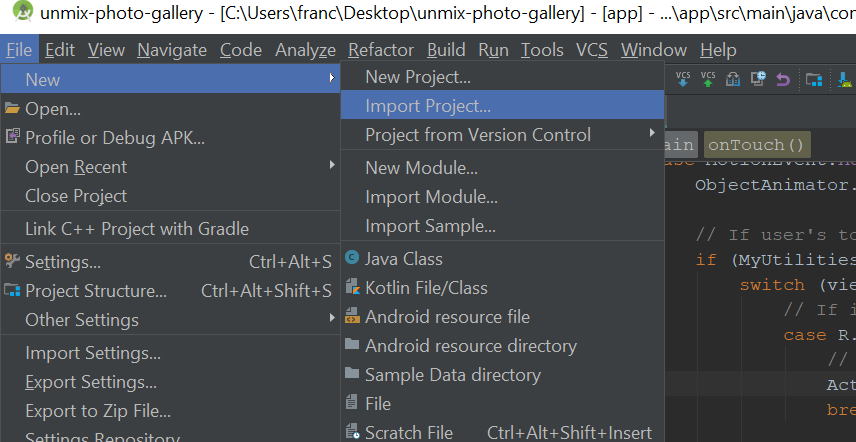 unmix-photo-gallery - [C:\Users\franc\Desktop\unmix-photo-gallery] - [app] - ...\app\src\main\java\con
File Edit View Navigate Code Analyze Refactor Build Run Tools VCS Window Help
New
Open...
Profile or Debug APK...
Open Recent
Close Project
Link C++ Project with Gradle
Settings... Ctrl+Alt+S
Project Structure... Ctrl+Alt+Shift+S
Other Settings
Import Settings...
Export Settings...
Export to Zip File...
Settings Repository
New Project...
Import Project...
Project from Version Control
New Module...
Import Module...
Import Sample...
Java Class
Kotlin File/Class
Android resource file
Android resource directory
Sample Data directory
File
Scratch File Ctrl+Alt+Shift+Insert
VCS VCS
ain onTouch()
ObjectAnimator.
// If user's to
if (MyUtilities
switch (vie
// If i
case R.
//
Act
bre